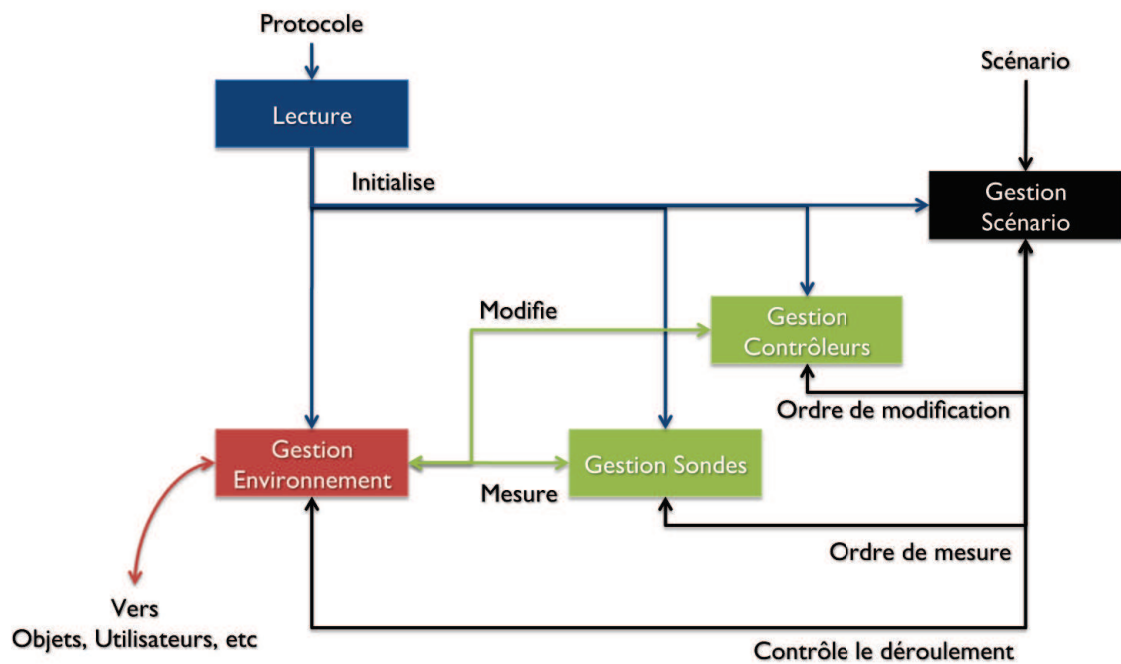 Protocole
Scénario
Lecture
Initialise
Gestion
Scénario
Modifie
Gestion
Contrôleurs
Ordre de modification
Gestion
Environnement
Gestion Sondes
Mesure
Ordre de mesure
Vers
Objets, Utilisateurs, etc
Contrôle le déroulement